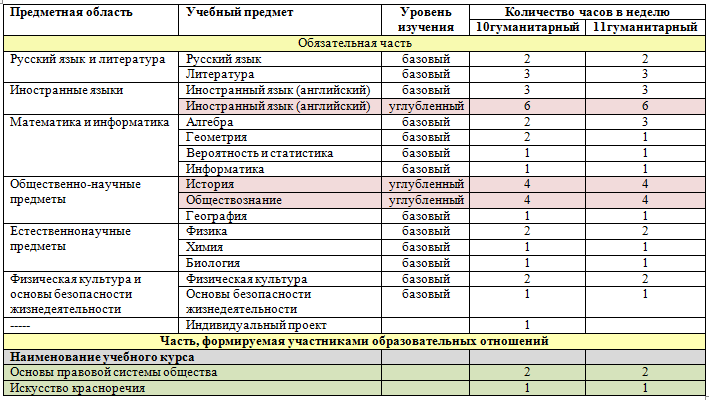 Предметная область Учебный предмет Уровень изучения Количество часов в неделю
10гуманитарный 11гуманитарный
Обязательная часть
Русский язык и литература Русский язык базовый 2 2
Литература базовый 3 3
Иностранные языки Иностранный язык (английский) базовый 3 3
Иностранный язык (английский) углубленный 6 6
Математика и информатика Алгебра базовый 2 3
Геометрия базовый 2 1
Вероятность и статистика базовый 1 1
Информатика базовый 1 1
Общественно-научные предметы История углубленный 4 4
Обществознание углубленный 4 4
География базовый 1 1
Естественнонаучные предметы Физика базовый 2 2
Химия базовый 1 1
Биология базовый 1 1
Физическая культура и основы безопасности жизнедеятельности Физическая культура базовый 2 2
Основы безопасности жизнедеятельности базовый 1 1
----- Индивидуальный проект 1
Часть, формируемая участниками образовательных отношений
Наименование учебного курса
Основы правовой системы общества 2 2
Искусство красноречия 1 1